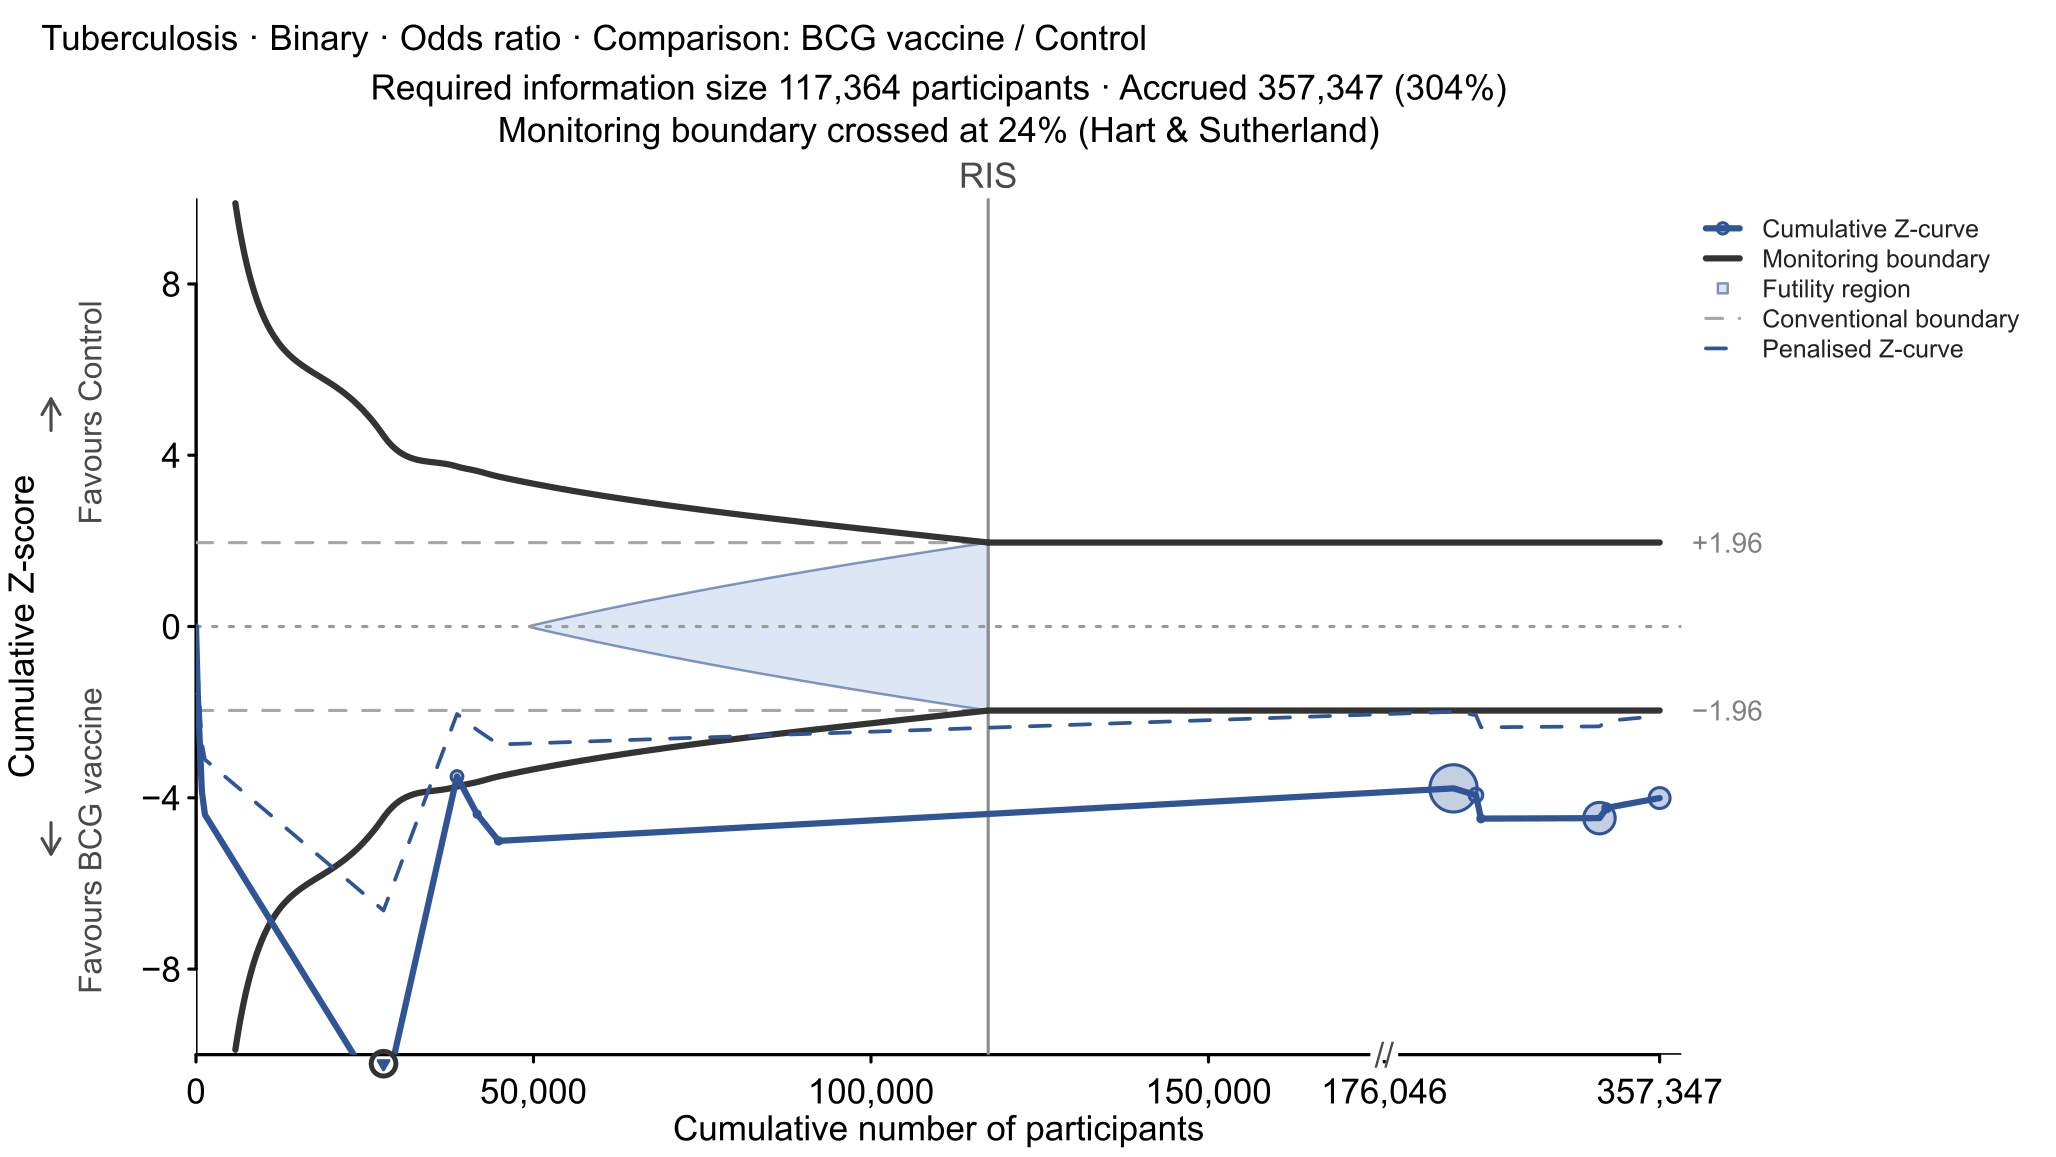 Tuberculosis · Binary · Odds ratio · Comparison: BCG vaccine / Control
Required information size 117,364 participants · Accrued 357,347 (304%)
Monitoring boundary crossed at 24% (Hart & Sutherland)
RIS
Cumulative Z-curve
Monitoring boundary
Futility region
Conventional boundary
Penalised Z-curve
Cumulative Z-score
Favours Control
Favours BCG vaccine
8
4
0
−4
−8
+1.96
−1.96
0
50,000
100,000
150,000
176,046
357,347
Cumulative number of participants